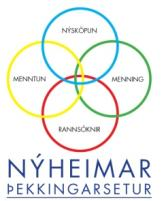 NÝSKÖPUN
MENNTUN
MENNING
RANNSÓKNIR
NÝHEIMAR
ÞEKKINGARSETUR